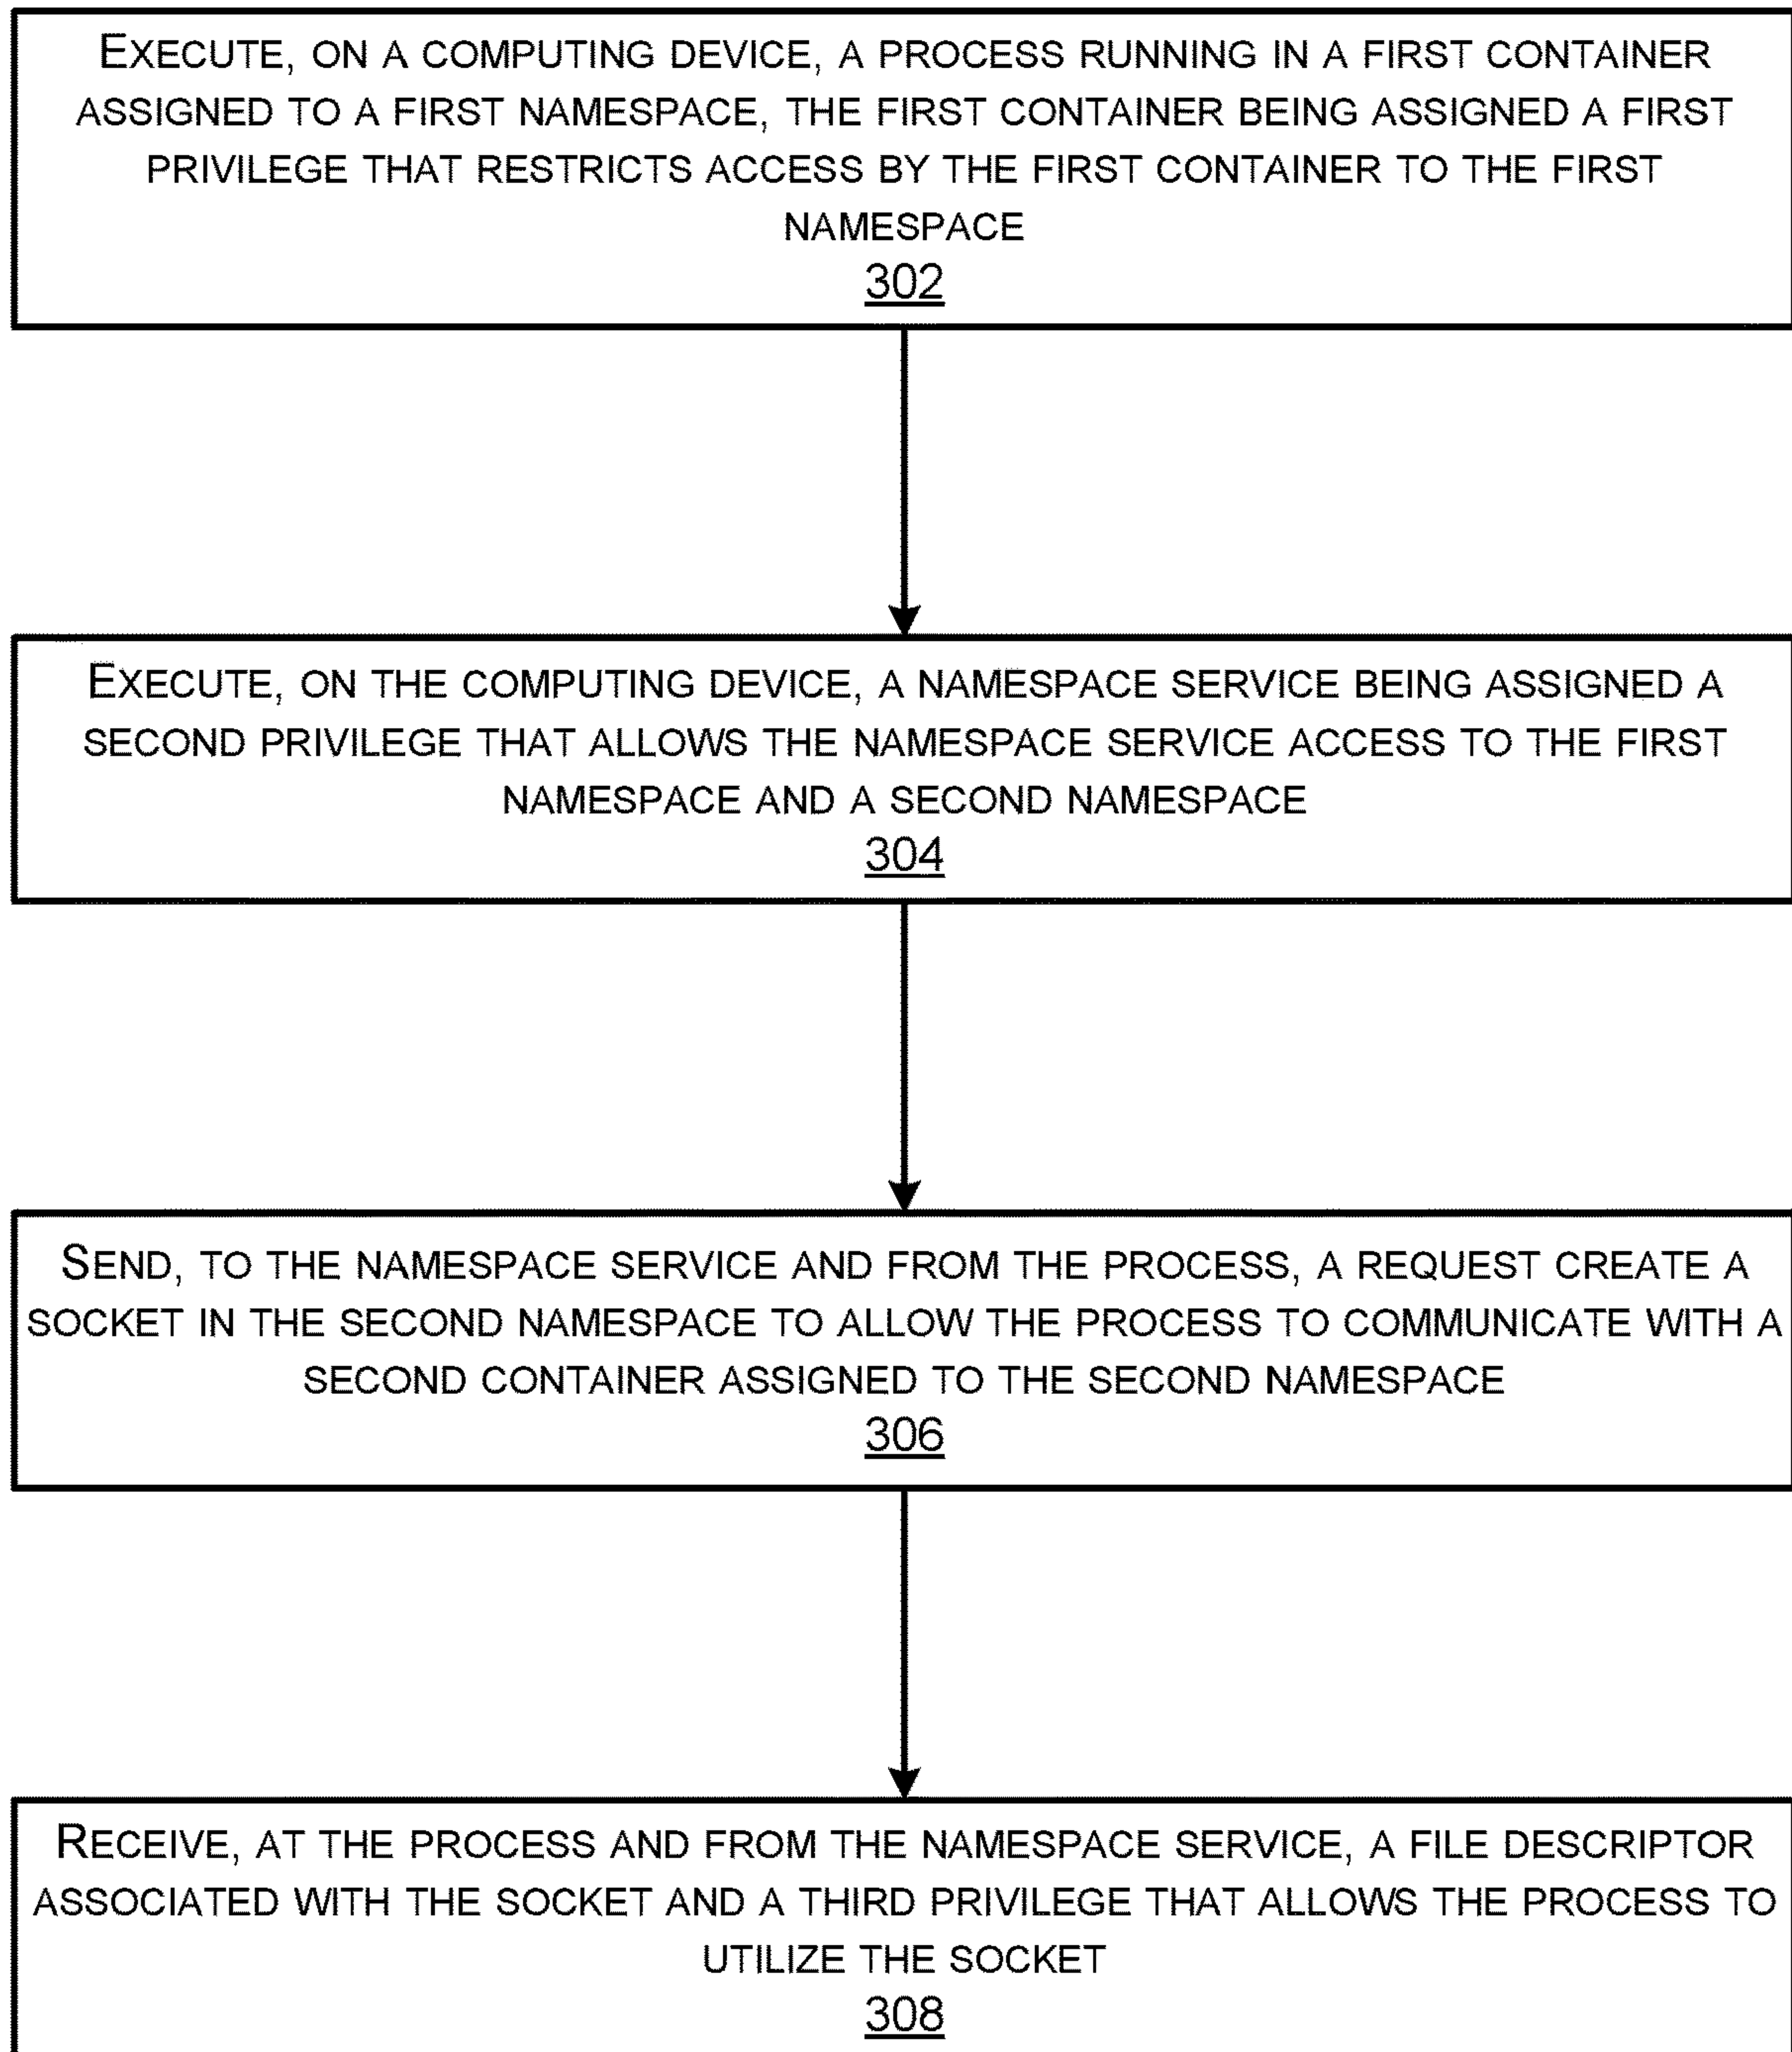 EXECUTE, ON A COMPUTING DEVICE, A PROCESS RUNNING IN A FIRST CONTAINER
ASSIGNED TO A FIRST NAMESPACE, THE FIRST CONTAINER BEING ASSIGNED A FIRST
PRIVILEGE THAT RESTRICTS ACCESS BY THE FIRST CONTAINER TO THE FIRST
NAMESPACE
302
EXECUTE, ON THE COMPUTING DEVICE, A NAMESPACE SERVICE BEING ASSIGNED A
SECOND PRIVILEGE THAT ALLOWS THE NAMESPACE SERVICE ACCESS TO THE FIRST
NAMESPACE AND A SECOND NAMESPACE
304
SEND, TO THE NAMESPACE SERVICE AND FROM THE PROCESS, A REQUEST CREATE A
SOCKET IN THE SECOND NAMESPACE TO ALLOW THE PROCESS TO COMMUNICATE WITH A
SECOND CONTAINER ASSIGNED TO THE SECOND NAMESPACE
306
RECEIVE, AT THE PROCESS AND FROM THE NAMESPACE SERVICE, A FILE DESCRIPTOR
ASSOCIATED WITH THE SOCKET AND A THIRD PRIVILEGE THAT ALLOWS THE PROCESS TO
UTILIZE THE SOCKET
308